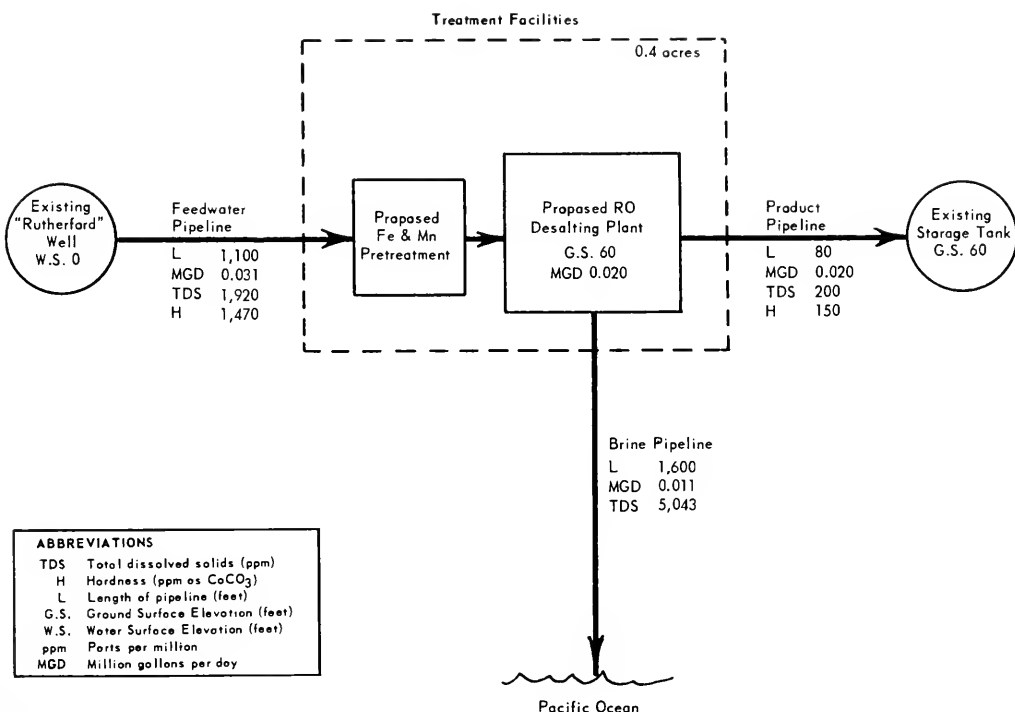 Treatment Facilities
0.4 acres
Existing
"Rutherford"
Well
W.S. 0
Feedwater
Pipeline
L 1,100
MGD 0.031
TDS 1,920
H 1,470
Proposed
Fe & Mn
Pretreatment
Proposed RO
Desalting Plant
G.S. 60
MGD 0.020
Product
Pipeline
L 80
MGD 0.020
TDS 200
H 150
Existing
Storage Tank
G.S. 60
Brine Pipeline
L 1,600
MGD 0.011
TDS 5,043
ABBREVIATIONS
TDS Total dissolved solids (ppm)
H Hardness (ppm as CoCO3)
L Length of pipeline (feet)
G.S. Ground Surface Elevation (feet)
W.S. Water Surface Elevation (feet)
ppm Parts per million
MGD Million gallons per day
Pacific Ocean